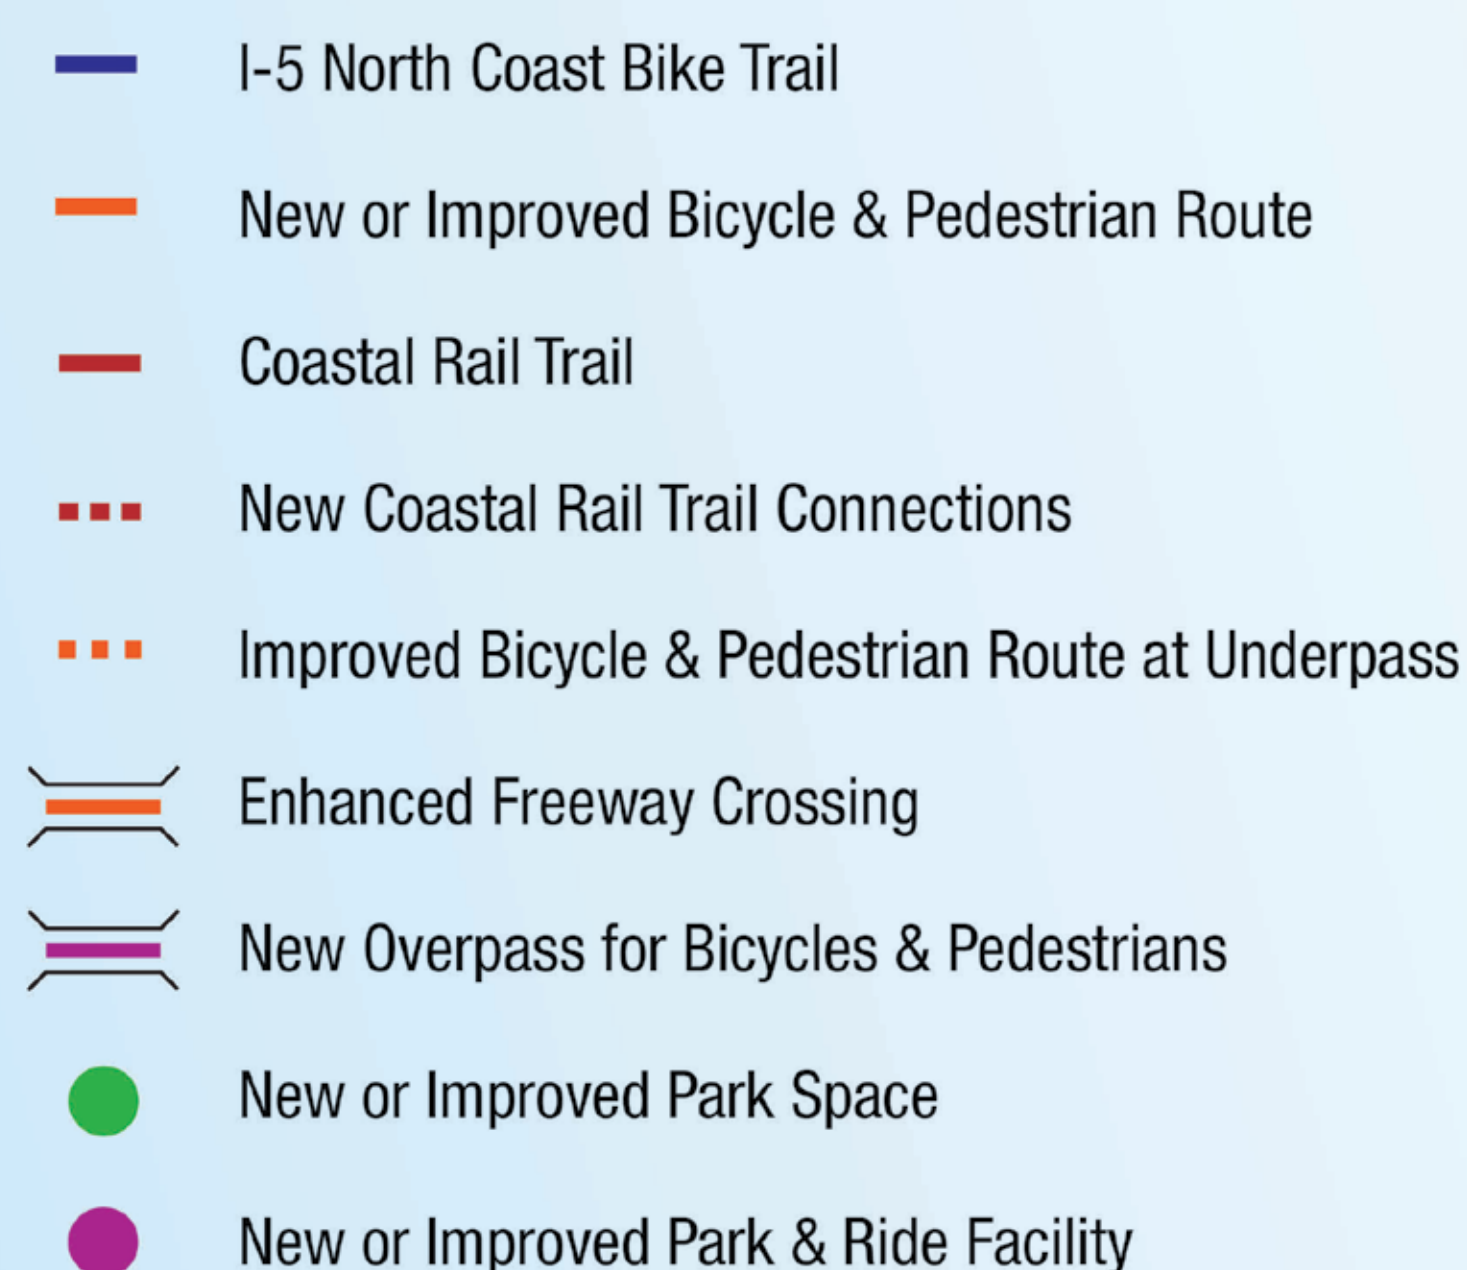 I-5 North Coast Bike Trail
New or Improved Bicycle & Pedestrian Route
Coastal Rail Trail
New Coastal Rail Trail Connections
Improved Bicycle & Pedestrian Route at Underpass
Enhanced Freeway Crossing
New Overpass for Bicycles & Pedestrians
New or Improved Park Space
New or Improved Park & Ride Facility